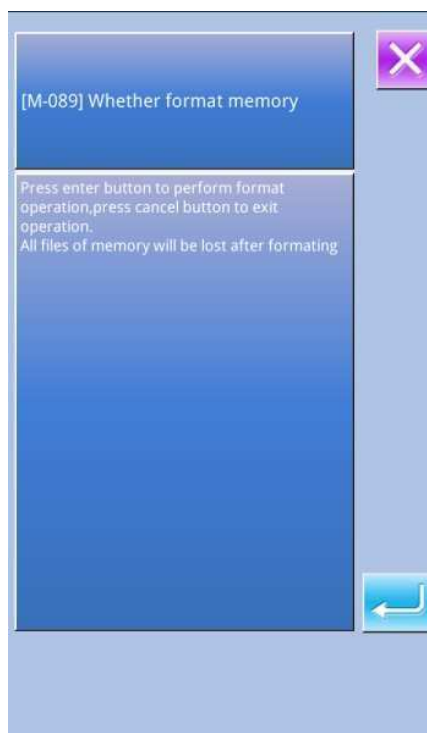 [M-089] Whether format memory
Press enter button to perform format
operation,press cancel button to exit
operation.
All files of memory will be lost after formating